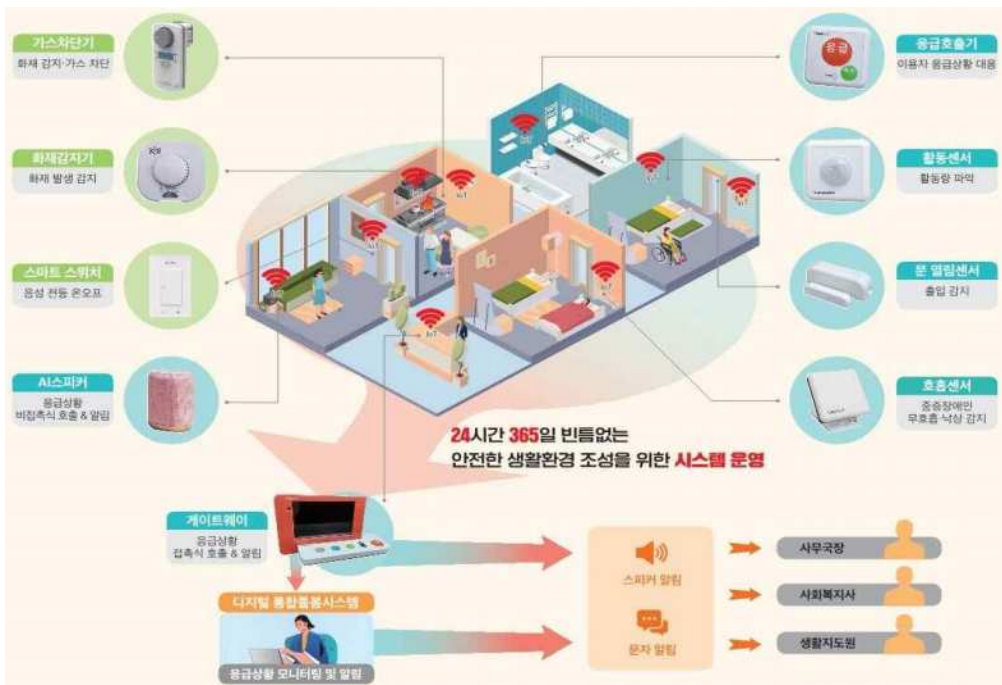 가스차단기
화재 감지·가스 차단
화재감지기
화재 발생 감지
스마트 스위치
음성 전등 온오프
AI스피커
응급상황
비접촉식 호출 & 알림
응급호출기
이용자 응급상황 대응
응급
활동센서
활동량 파악
문 열림센서
출입 감지
호흡센서
중증장애인
무호흡 낙상 감지
IoT
IoT
IoT
IoT
IoT
IoT
24시간 365일 빈틈없는
안전한 생활환경 조성을 위한 시스템 운영
게이트웨이
응급상황
접촉식 호출 & 알림
디지털 통합돌봄시스템
응급상황 모니터링 및 알림
스피커 알림
문자 알림
사무국장
사회복지사
생활지도원